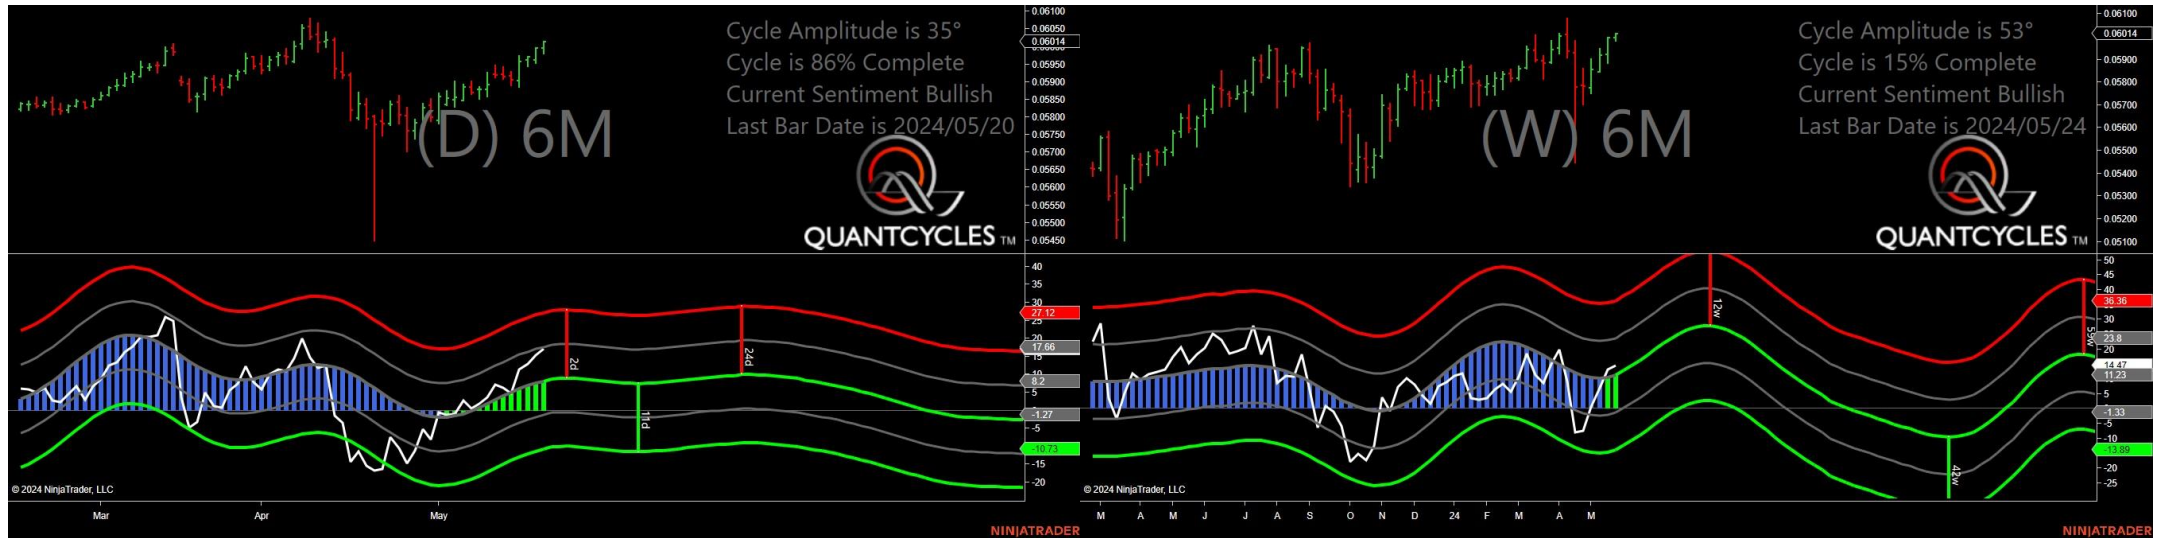 Cycle Amplitude is 35°
Cycle is 86% Complete
Current Sentiment Bullish
Last Bar Date is 2024/05/20
(D) 6M
QUANTCYCLES TM
0.06100
0.06050
0.06014
0.05950
0.05900
0.05850
0.05800
0.05750
0.05700
0.05650
0.05600
0.05550
0.05500
0.05450
40
35
30
27.12
25
20
17.66
15
8.2
5
-1.27
-5
-10.73
-15
-20
2d
11d
24d
© 2024 NinjaTrader, LLC
Mar Apr May
NINJATRADER
Cycle Amplitude is 53°
Cycle is 15% Complete
Current Sentiment Bullish
Last Bar Date is 2024/05/24
(W) 6M
QUANTCYCLES TM
0.06100
0.06014
0.05900
0.05800
0.05700
0.05600
0.05500
0.05400
0.05300
0.05200
0.05100
50
45
40
36.36
30
23.8
20
14.47
11.23
5
-1.33
-5
-10
-13.89
-20
-25
12w
42w
© 2024 NinjaTrader, LLC
M A M J J A S O N D 24 F M A M
NINJATRADER